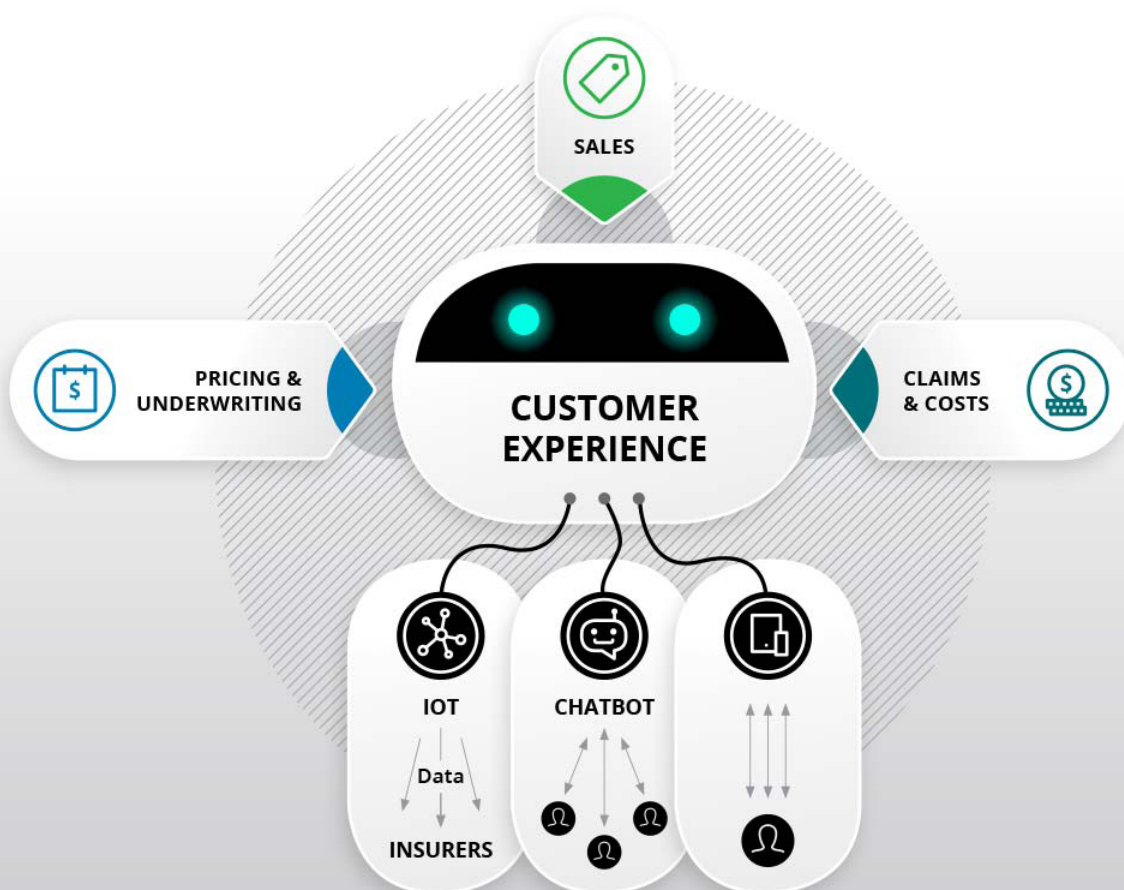 SALES
PRICING &
UNDERWRITING
$
CLAIMS
& COSTS
$
CUSTOMER
EXPERIENCE
IOT
Data
INSURERS
CHATBOT